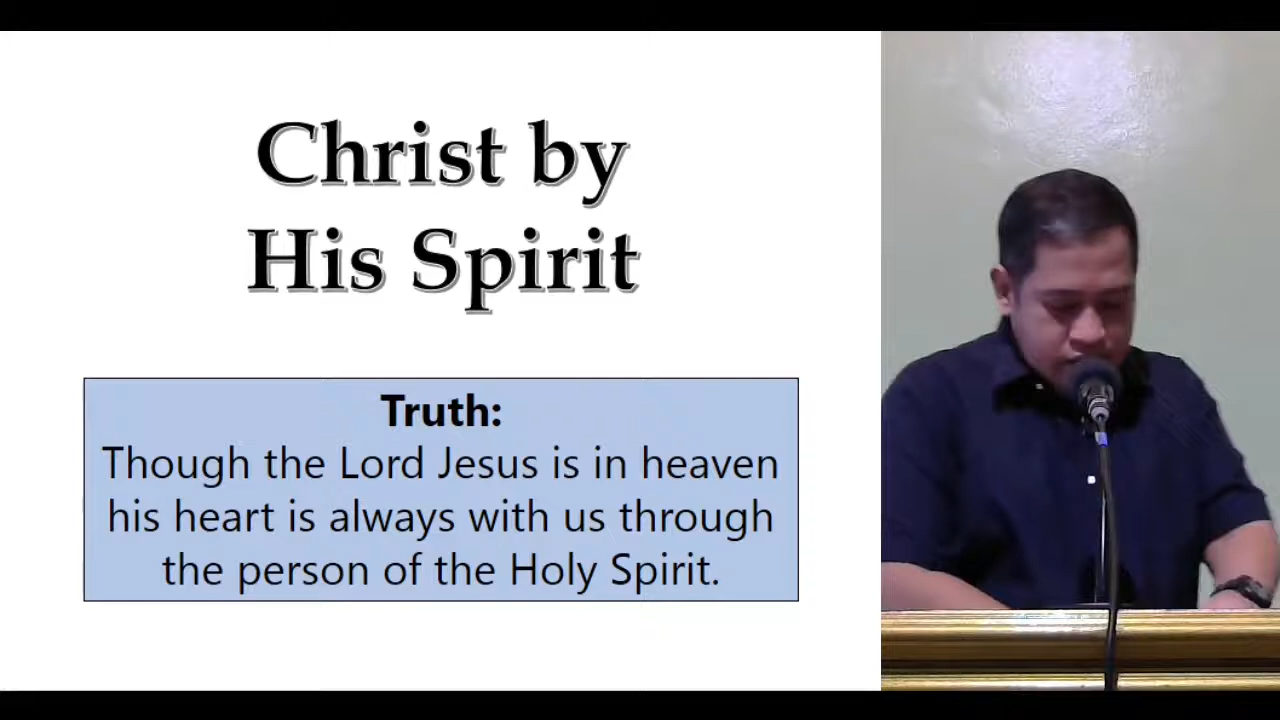 Christ by
His Spirit
Truth:
Though the Lord Jesus is in heaven
his heart is always with us through
the person of the Holy Spirit.